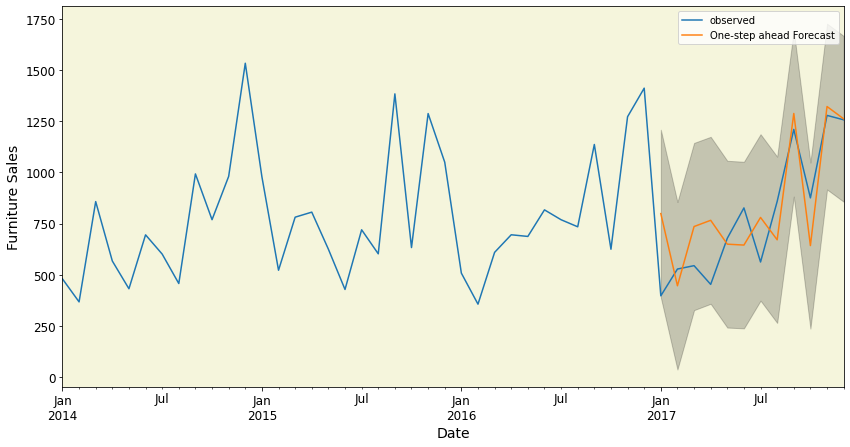 observed
One-step ahead Forecast
1750
1500
1250
1000
750
500
250
0
Furniture Sales
Jan Jul Jan Jul Jan Jul Jan Jul
2014 2015 2016 2017
Date